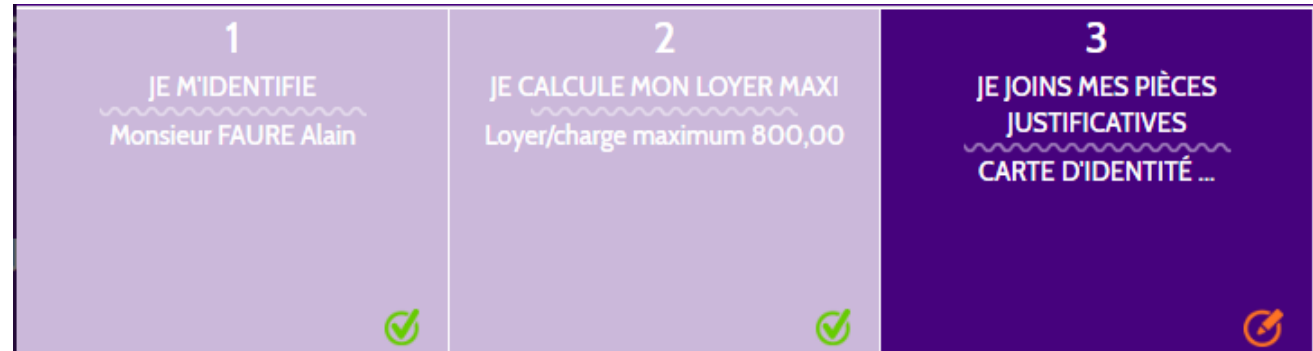 1
JE M'IDENTIFIE
Monsieur FAURE Alain
2
JE CALCULE MON LOYER MAXI
Loyer/charge maximum 800,00
3
JE JOINS MES PIÈCES
JUSTIFICATIVES
CARTE D'IDENTITÉ ...